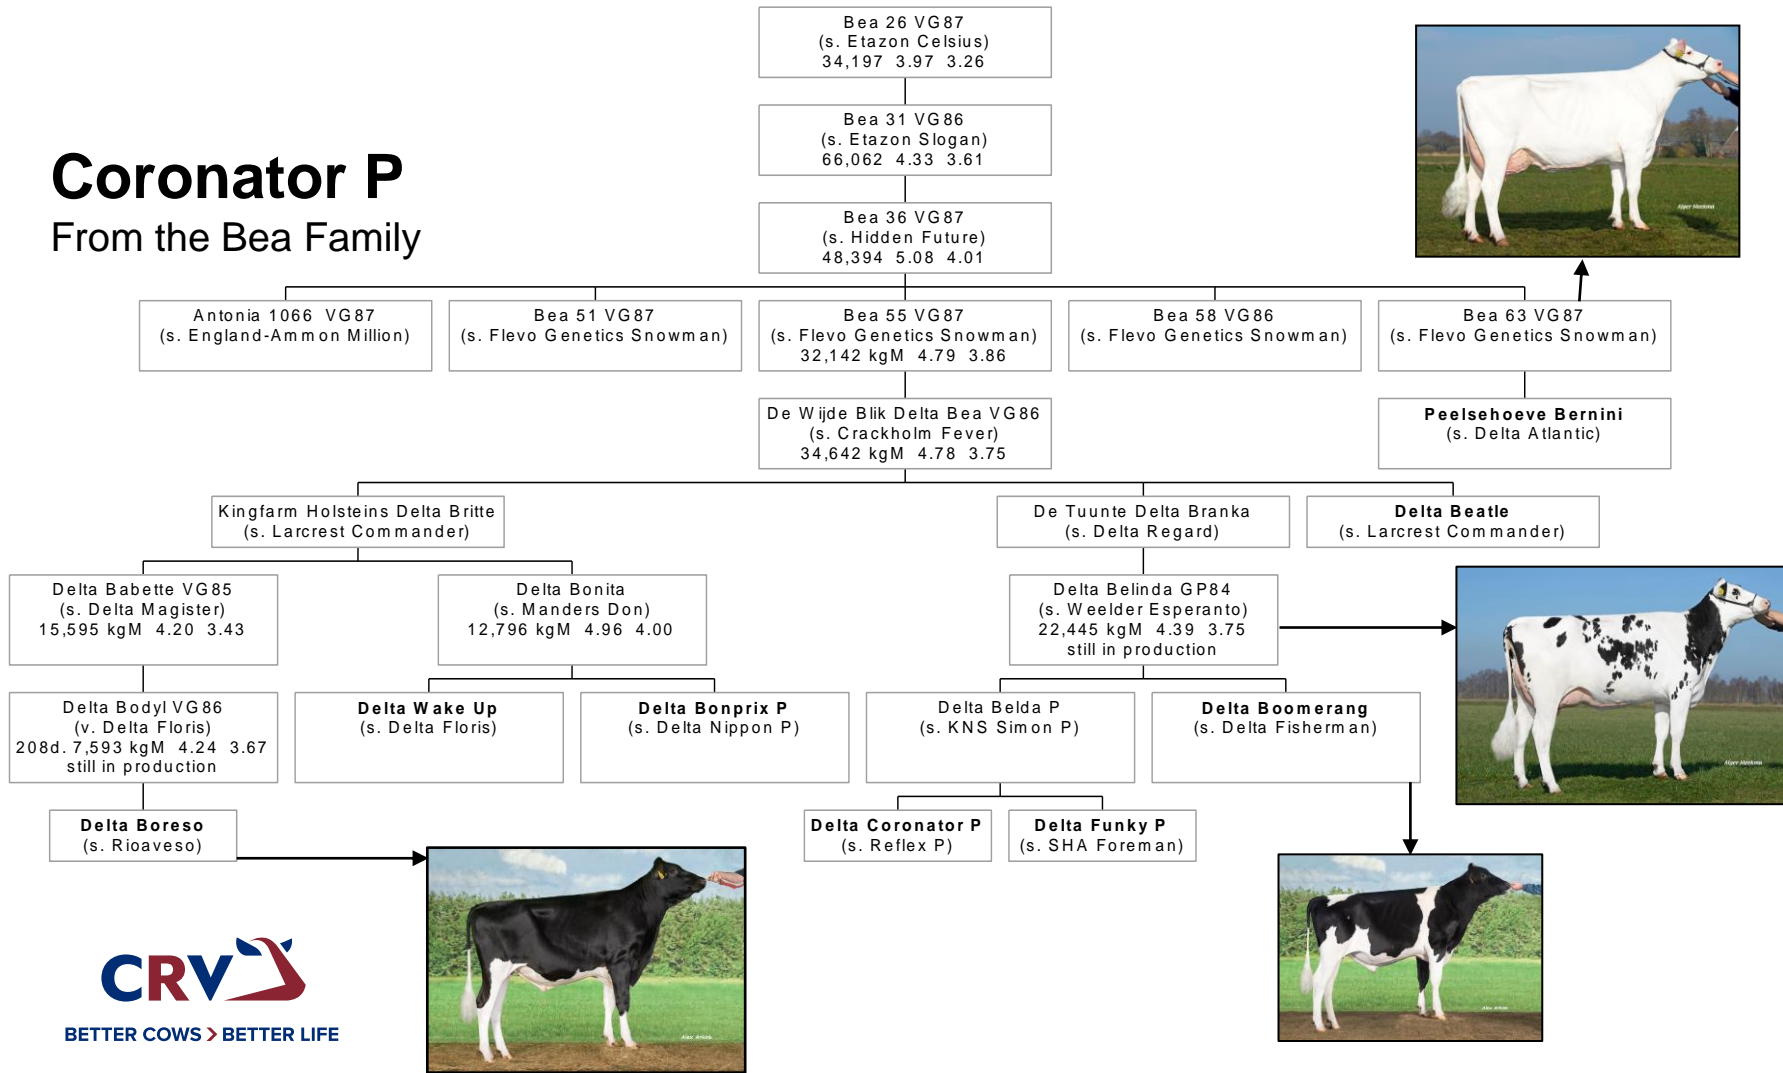 Bea 26 VG87
(s. Etazon Celsius)
34,197 3.97 3.26
Bea 31 VG86
(s. Etazon Slogan)
66,062 4.33 3.61
Coronator P
From the Bea Family
Bea 36 VG87
(s. Hidden Future)
48,394 5.08 4.01
Alger Meekma
Antonia 1066 VG87
(s. England-Ammon Million)
Bea 51 VG87
(s. Flevo Genetics Snowman)
Bea 55 VG87
(s. Flevo Genetics Snowman)
32,142 kgM 4.79 3.86
Bea 58 VG86
(s. Flevo Genetics Snowman)
Bea 63 VG87
(s. Flevo Genetics Snowman)
De Wijde Blik Delta Bea VG86
(s. Crackholm Fever)
34,642 kgM 4.78 3.75
Peelsehoeve Bernini
(s. Delta Atlantic)
Kingfarm Holsteins Delta Britte
(s. Larcrest Commander)
De Tuunte Delta Branka
(s. Delta Regard)
Delta Beatle
(s. Larcrest Commander)
Delta Babette VG85
(s. Delta Magister)
15,595 kgM 4.20 3.43
Delta Bonita
(s. Manders Don)
12,796 kgM 4.96 4.00
Delta Belinda GP84
(s. Weelder Esperanto)
22,445 kgM 4.39 3.75
still in production
Alger Meekma
Delta Bodyl VG86
(v. Delta Floris)
208d. 7,593 kgM 4.24 3.67
still in production
Delta Wake Up
(s. Delta Floris)
Delta Bonprix P
(s. Delta Nippon P)
Delta Belda P
(s. KNS Simon P)
Delta Boomerang
(s. Delta Fisherman)
Delta Boreso
(s. Rioaveso)
Delta Coronator P
(s. Reflex P)
Delta Funky P
(s. SHA Foreman)
Alex Arkink
Alex Arkink
CRV
BETTER COWS > BETTER LIFE